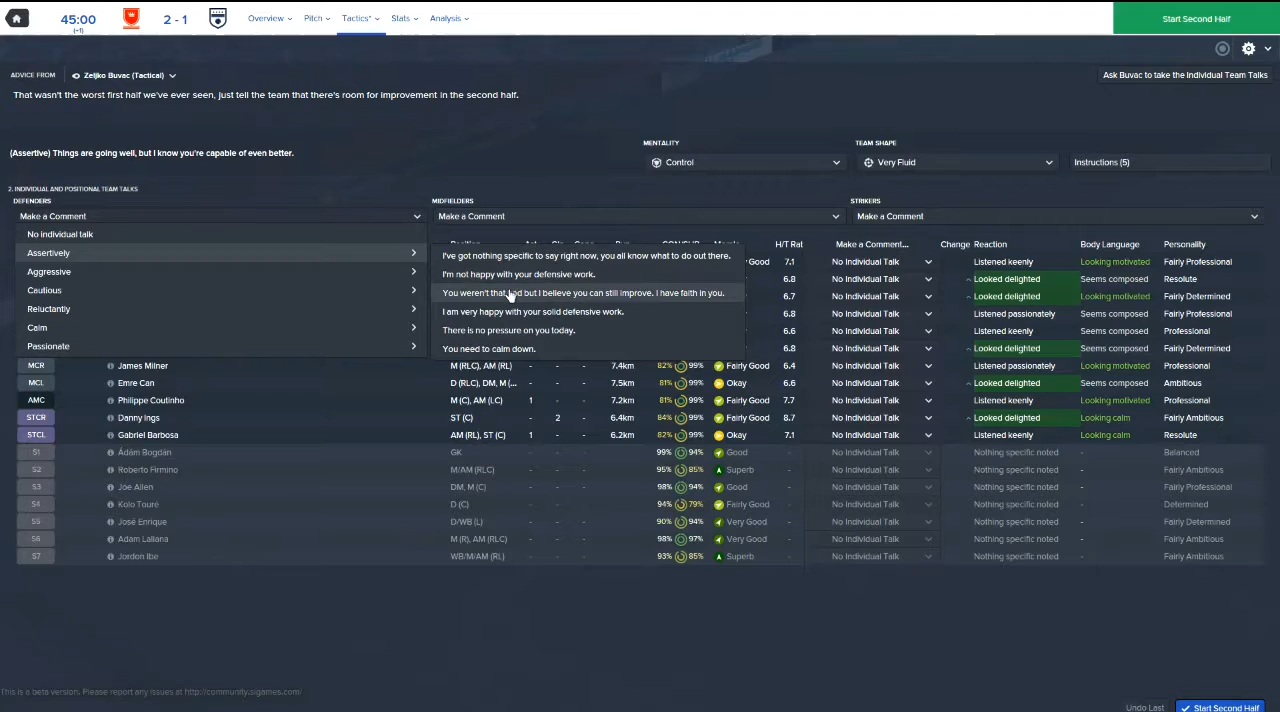 45:00
(+1)
2 - 1
Overview
Pitch
Tactics*
Stats
Analysis
Start Second Half
ADVICE FROM
Zeljko Buvac (Tactical)
Ask Buvac to take the Individual Team Talks
That wasn't the worst first half we've ever seen, just tell the team that there's room for improvement in the second half.
(Assertive) Things are going well, but I know you're capable of even better.
MENTALITY
Control
TEAM SHAPE
Very Fluid
Instructions (5)
2. INDIVIDUAL AND POSITIONAL TEAM TALKS
DEFENDERS
MIDFIELDERS
STRIKERS
Make a Comment
Make a Comment
Make a Comment
No individual talk
Assertively
Aggressive
Cautious
Reluctantly
Calm
Passionate
I've got nothing specific to say right now, you all know what to do out there.
I'm not happy with your defensive work.
You weren't that bad but I believe you can still improve. I have faith in you.
I am very happy with your solid defensive work.
There is no pressure on you today.
You need to calm down.
H/T Rat Make a Comment... Change Reaction Body Language Personality
Good 7.1 No Individual Talk Listened keenly Looking motivated Fairly Professional
6.8 No Individual Talk Looked delighted Seems composed Resolute
6.7 No Individual Talk Looked delighted Looking motivated Fairly Determined
6.8 No Individual Talk Listened passionately Seems composed Professional
6.6 No Individual Talk Listened keenly Seems composed Professional
6.8 No Individual Talk Looked delighted Seems composed Fairly Determined
MCR James Milner M (RLC), AM (RL) - - - 7.4km 82% 99% Fairly Good 6.4 No Individual Talk Listened passionately Looking motivated Professional
MCL Emre Can D (RLC), DM, M (... - - - 7.5km 81% 99% Okay 6.6 No Individual Talk Looked delighted Seems composed Ambitious
AMC Philippe Coutinho M (C), AM (LC) 1 - - 7.2km 81% 99% Fairly Good 7.7 No Individual Talk Listened keenly Looking motivated Professional
STCR Danny Ings ST (C) - 2 - 6.4km 84% 99% Fairly Good 8.7 No Individual Talk Looked delighted Looking calm Fairly Ambitious
STCL Gabriel Barbosa AM (RL), ST (C) 1 - - 6.2km 82% 99% Okay 7.1 No Individual Talk Listened keenly Looking calm Resolute
S1 Ádám Bogdán GK 99% 94% Good - No Individual Talk Nothing specific noted - Balanced
S2 Roberto Firmino M/AM (RLC) 95% 85% Superb - No Individual Talk Nothing specific noted - Fairly Ambitious
S3 Joe Allen DM, M (C) 98% 94% Good - No Individual Talk Nothing specific noted - Fairly Professional
S4 Kolo Touré D (C) 94% 79% Fairly Good - No Individual Talk Nothing specific noted - Determined
S5 José Enrique D/WB (L) 90% 94% Very Good - No Individual Talk Nothing specific noted - Fairly Determined
S6 Adam Lallana M (R), AM (RLC) 98% 97% Very Good - No Individual Talk Nothing specific noted - Fairly Ambitious
S7 Jordon Ibe WB/M/AM (RL) 93% 85% Superb - No Individual Talk Nothing specific noted - Fairly Ambitious
This is a beta version. Please report any issues at http://community.sigames.com/
Undo Last
Start Second Half